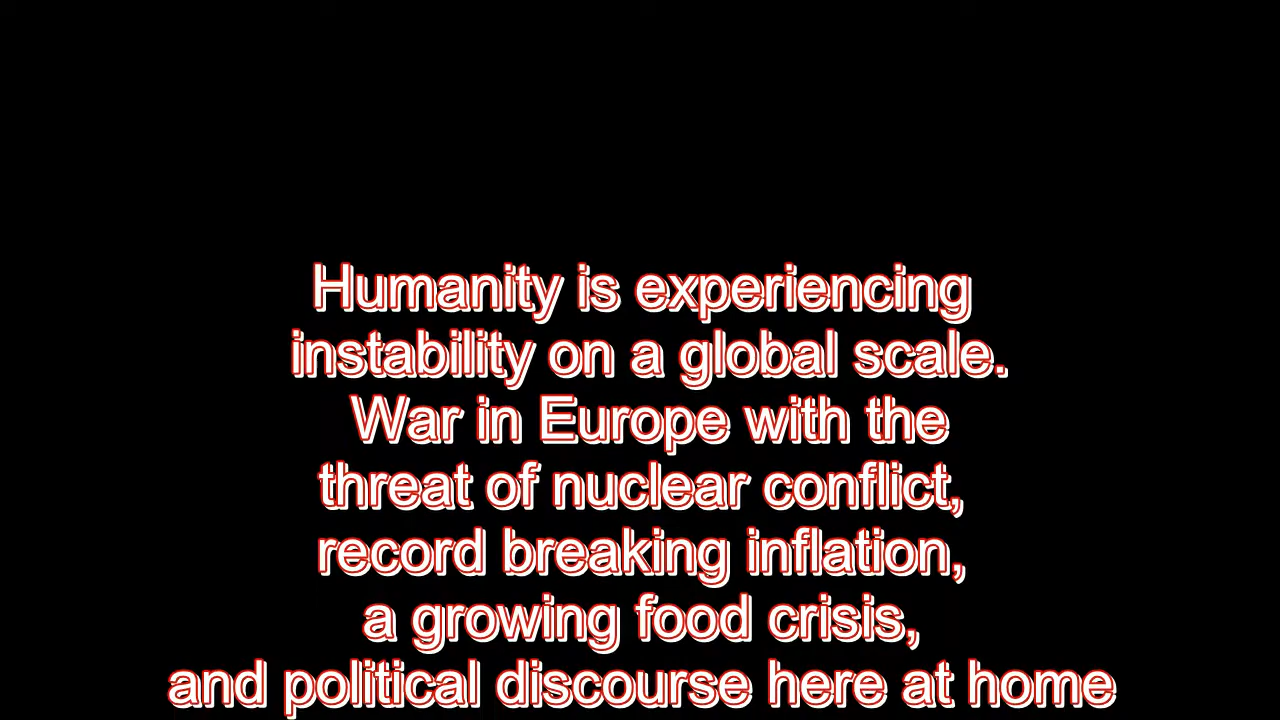 Humanity is experiencing
instability on a global scale.
War in Europe with the
threat of nuclear conflict,
record breaking inflation,
a growing food crisis,
and political discourse here at home